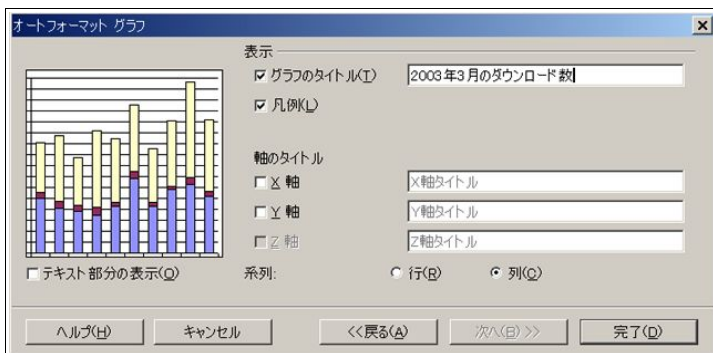 オートフォーマット グラフ
表示
グラフのタイトル(T) 2003年3月のダウンロード数
凡例(L)
軸のタイトル
X 軸 X軸タイトル
Y 軸 Y軸タイトル
Z 軸 Z軸タイトル
テキスト部分の表示(O) 系列: 行(R) 列(C)
ヘルプ(H) キャンセル <<戻る(A) 次へ(B) >> 完了(D)